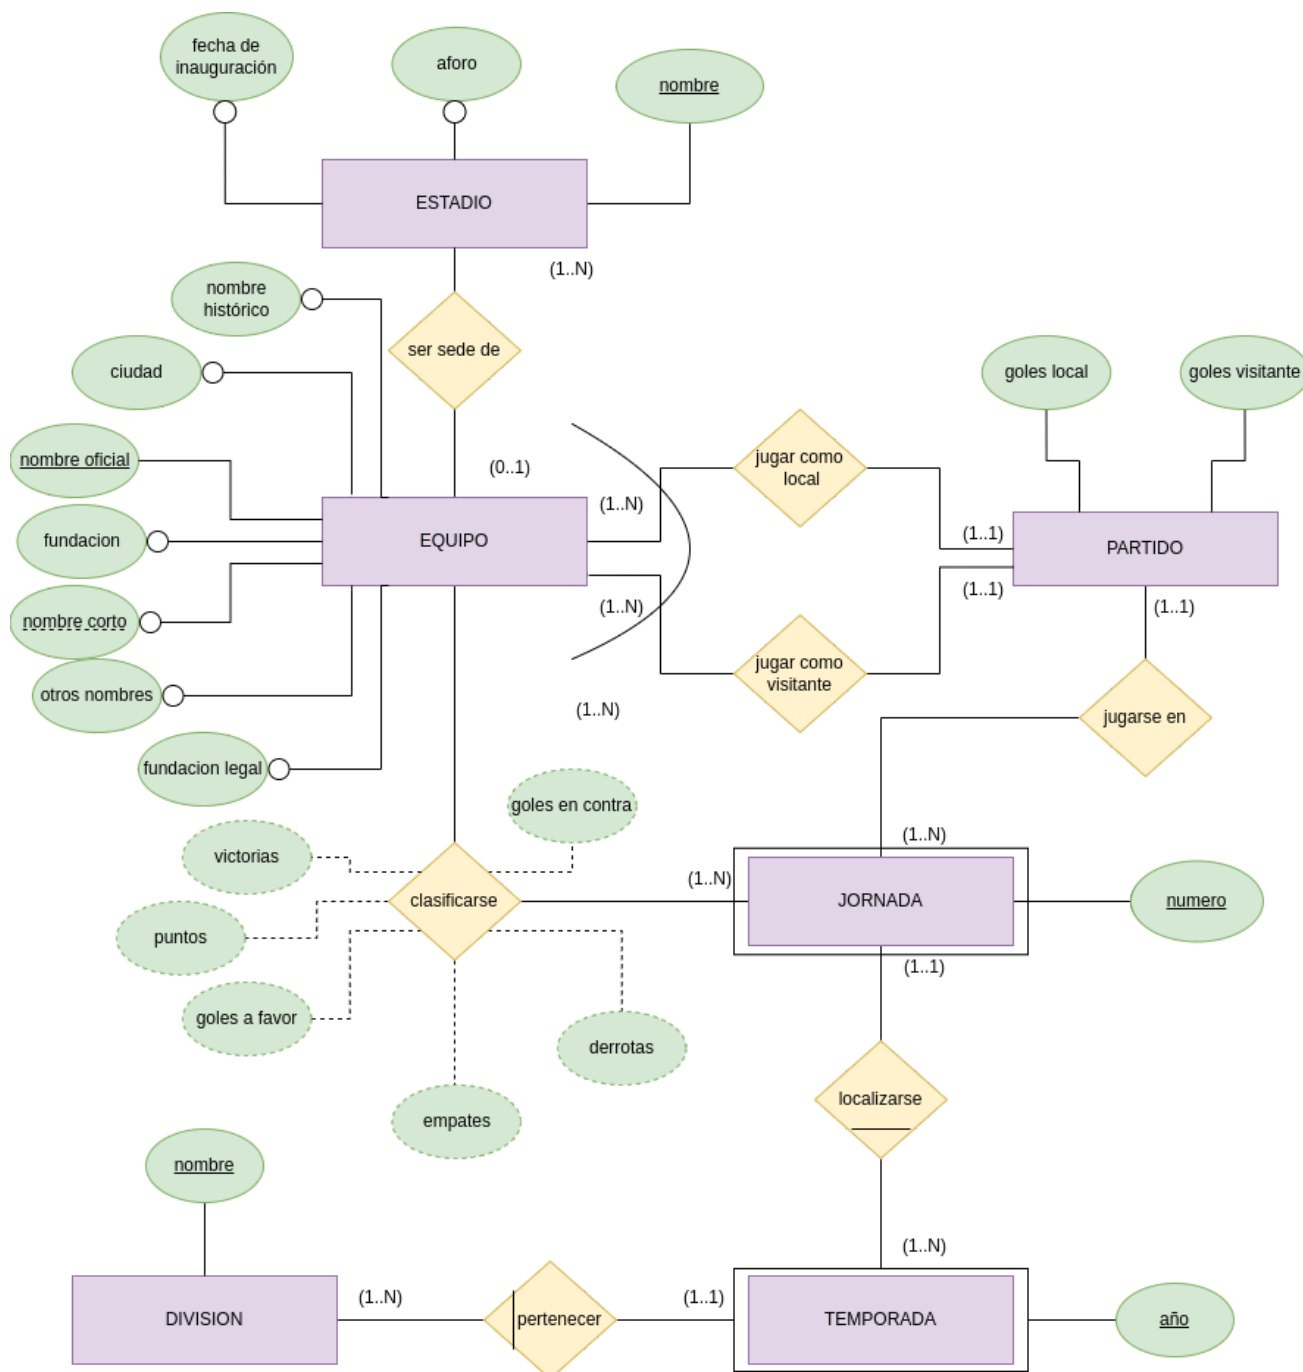 fecha de
inauguración
aforo
nombre
ESTADIO
(1..N)
nombre
histórico
ser sede de
ciudad
goles local
goles visitante
nombre oficial
(0..1)
jugar como
local
(1..N)
fundacion
EQUIPO
(1..1)
PARTIDO
(1..1)
(1..N)
(1..1)
nombre corto
jugar como
visitante
otros nombres
(1..N)
jugarse en
fundacion legal
goles en contra
victorias
(1..N)
(1..N)
clasificarse
JORNADA
numero
puntos
(1..1)
goles a favor
derrotas
localizarse
empates
nombre
(1..N)
(1..N)
(1..1)
DIVISION
pertenecer
TEMPORADA
año